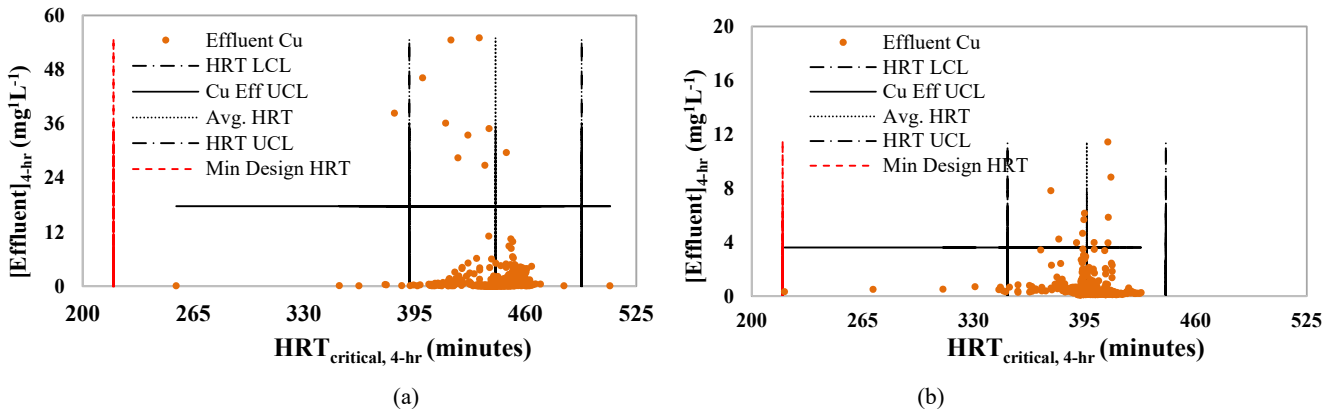 60
48
36
24
12
0
[Effluent]4-hr (mg¹L⁻¹)
Effluent Cu
HRT LCL
Cu Eff UCL
Avg. HRT
HRT UCL
Min Design HRT
200 265 330 395 460 525
HRTcritical, 4-hr (minutes)
(a)
20
16
12
8
4
0
[Effluent]4-hr (mg¹L⁻¹)
Effluent Cu
HRT LCL
Cu Eff UCL
Avg. HRT
HRT UCL
Min Design HRT
200 265 330 395 460 525
HRTcritical, 4-hr (minutes)
(b)